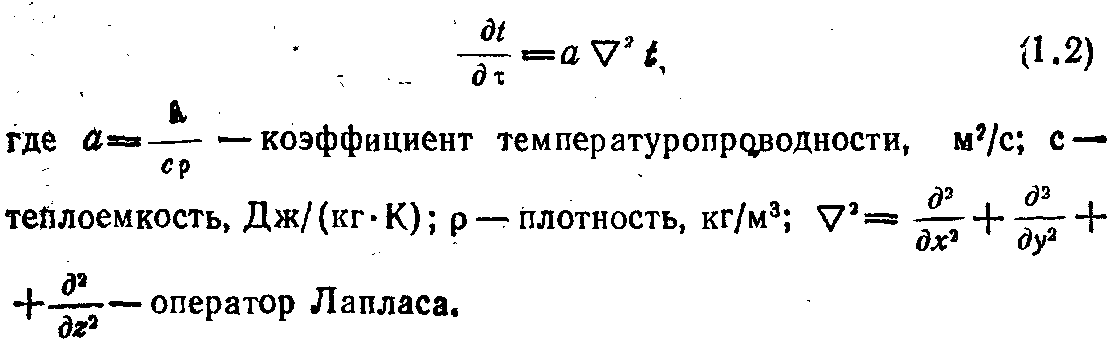 ∂t/∂τ = a ∇² t, (1.2)
где a = λ/cρ — коэффициент температуропроводности, м²/с; с —
теплоемкость, Дж/(кг·К); ρ — плотность, кг/м³; ∇² = ∂²/∂x² + ∂²/∂y² +
+ ∂²/∂z² — оператор Лапласа.